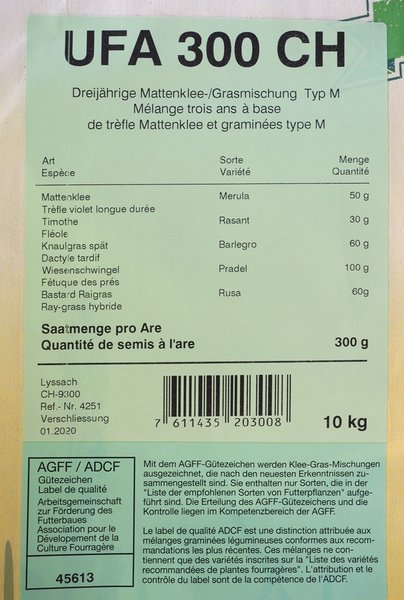 UFA 300 CH
Dreijährige Mattenklee-/Grasmischung Typ M
Mélange trois ans à base
de trèfle Mattenklee et graminées type M
Art Sorte Menge
Espèce Variété Quantité
Mattenklee Merula 50 g
Trèfle violet longue durée
Timothe Rasant 30 g
Fléole
Knaulgras spät Barlegro 60 g
Dactyle tardif
Wiesenschwingel Pradel 100 g
Fétuque des prés
Bastard Raigras Rusa 60g
Ray-grass hybride
Saatmenge pro Are
Quantité de semis à l'are 300 g
Lyssach
CH-9300
Ref.- Nr. 4251
Verschliessung
01.2020
7 611435 203008
10 kg
AGFF / ADCF
Gütezeichen
Label de qualité
Arbeitsgemeinschaft
zur Förderung des
Futterbaues
Association pour le
Dévelopement de la
Culture Fourragère
45613
Mit dem AGFF-Gütezeichen werden Klee-Gras-Mischungen
ausgezeichnet, die nach den neuesten Erkenntnissen zu-
sammengestellt sind. Sie enthalten nur Sorten, die in der
"Liste der empfohlenen Sorten von Futterpflanzen" aufge-
führt sind. Die Erteilung des AGFF-Gütezeichens und die
Kontrolle liegen im Kompetenzbereich der AGFF.
Le label de qualité ADCF est une distinction attribuée aux
mélanges graminées légumineuses conformes aux recom-
mandations les plus récentes. Ces mélanges ne con-
tiennent que des variétés inscrites sur la "Liste des variétés
recommandées de plantes fourragères". L'attribution et le
contrôle du label sont de la compétence de l'ADCF.